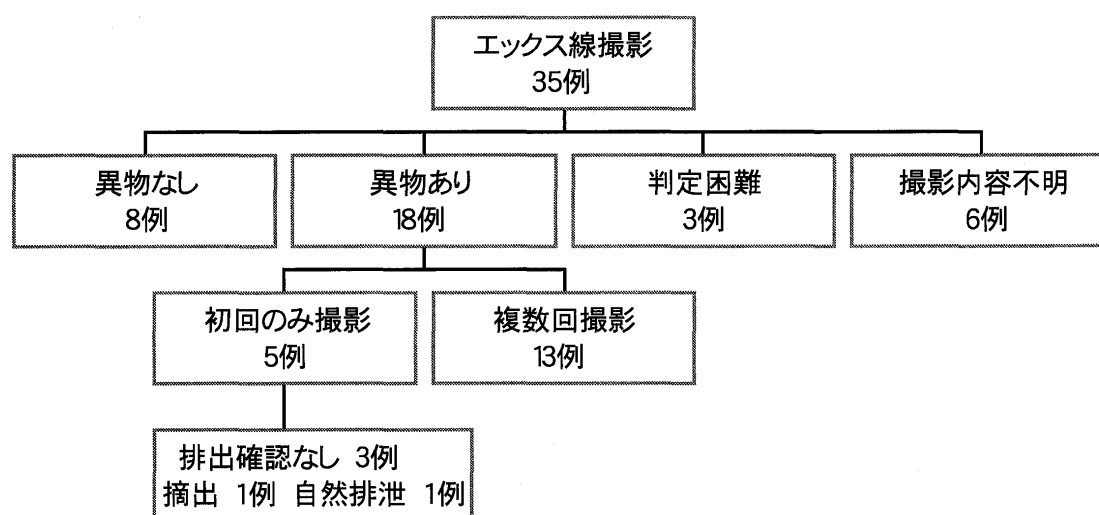 エックス線撮影
35例
異物なし
8例
異物あり
18例
判定困難
3例
撮影内容不明
6例
初回のみ撮影
5例
複数回撮影
13例
排出確認なし 3例
摘出 1例 自然排泄 1例